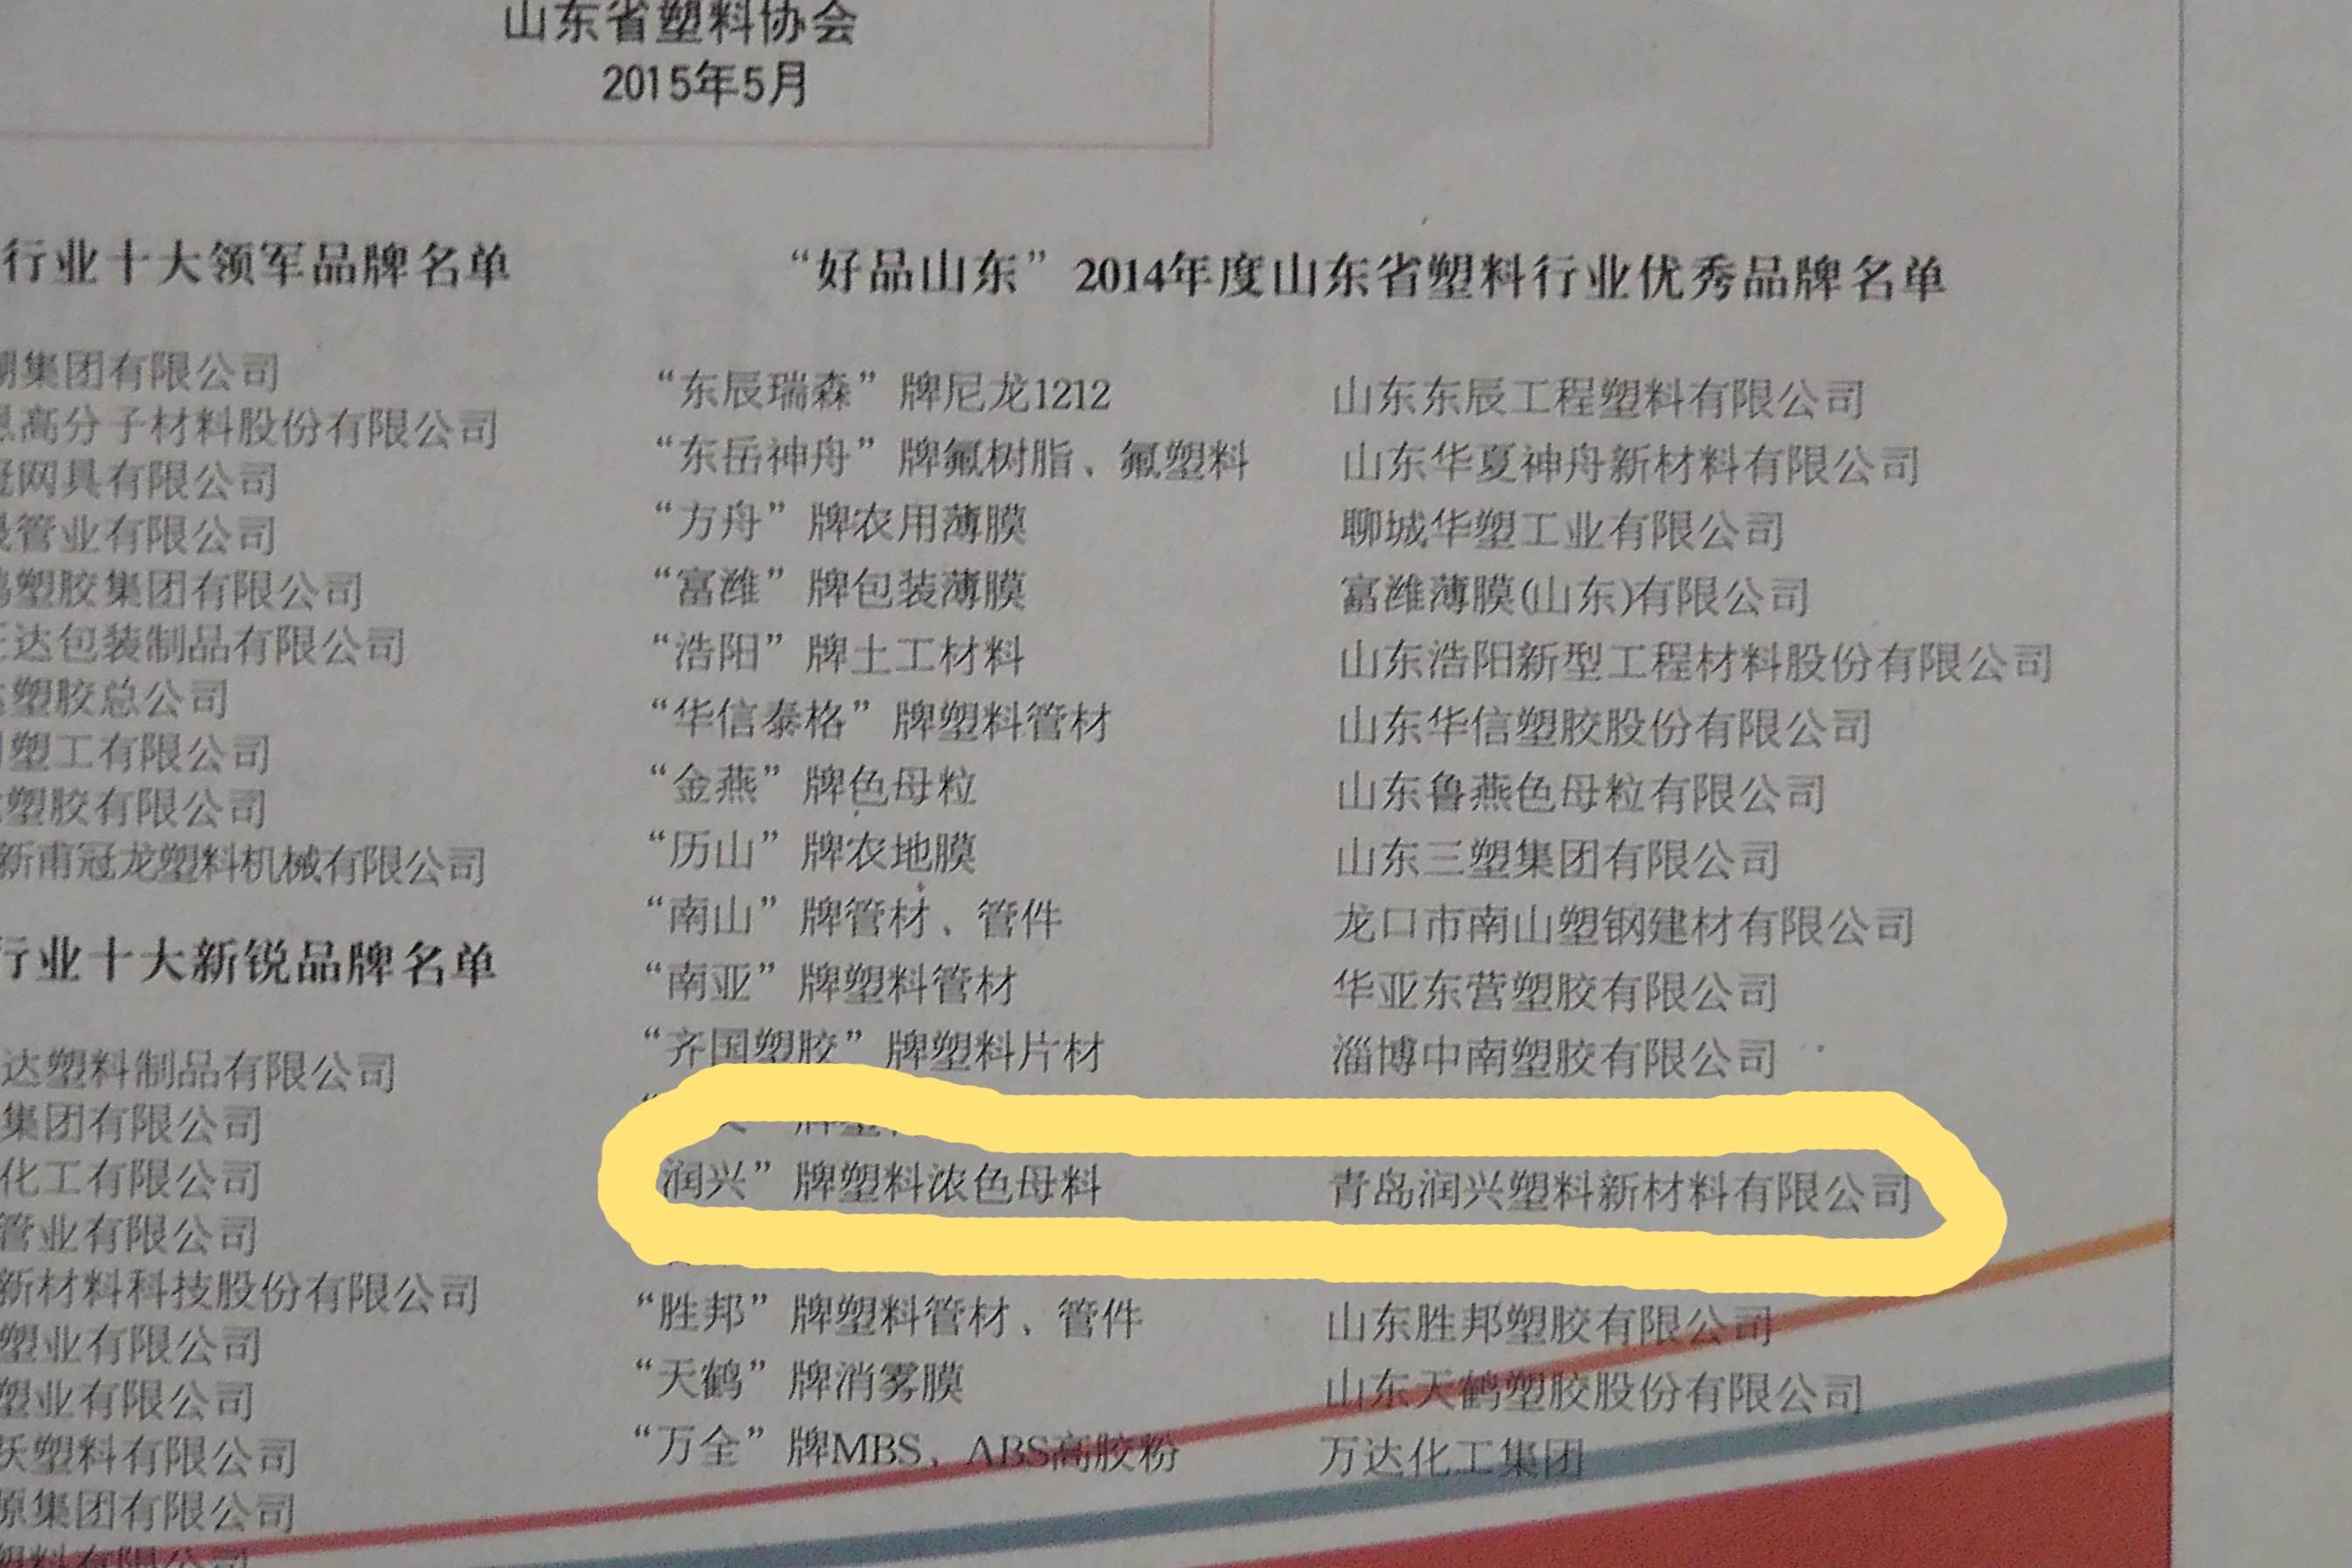 山东省塑料协会
2015年5月
行业十大领军品牌名单
集团有限公司
高分子材料股份有限公司
网具有限公司
管业有限公司
塑胶集团有限公司
达包装制品有限公司
塑胶总公司
塑工有限公司
塑胶有限公司
新甫冠龙塑料机械有限公司
行业十大新锐品牌名单
达塑料制品有限公司
集团有限公司
化工有限公司
管业有限公司
新材料科技股份有限公司
塑业有限公司
塑业有限公司
跃塑料有限公司
原集团有限公司
塑料有限公司
“好品山东”2014年度山东省塑料行业优秀品牌名单
“东辰瑞森”牌尼龙1212 山东东辰工程塑料有限公司
“东岳神舟”牌氟树脂、氟塑料 山东华夏神舟新材料有限公司
“方舟”牌农用薄膜 聊城华塑工业有限公司
“富潍”牌包装薄膜 富潍薄膜(山东)有限公司
“浩阳”牌土工材料 山东浩阳新型工程材料股份有限公司
“华信泰格”牌塑料管材 山东华信塑胶股份有限公司
“金燕”牌色母粒 山东鲁燕色母粒有限公司
“历山”牌农地膜 山东三塑集团有限公司
“南山”牌管材、管件 龙口市南山塑钢建材有限公司
“南亚”牌塑料管材 华亚东营塑胶有限公司
“齐国塑胶”牌塑料片材 淄博中南塑胶有限公司
”牌塑
润兴”牌塑料浓色母料 青岛润兴塑料新材料有限公司
“胜邦”牌塑料管材、管件 山东胜邦塑胶有限公司
“天鹤”牌消雾膜 山东天鹤塑胶股份有限公司
“万全”牌MBS、ABS高胶粉 万达化工集团